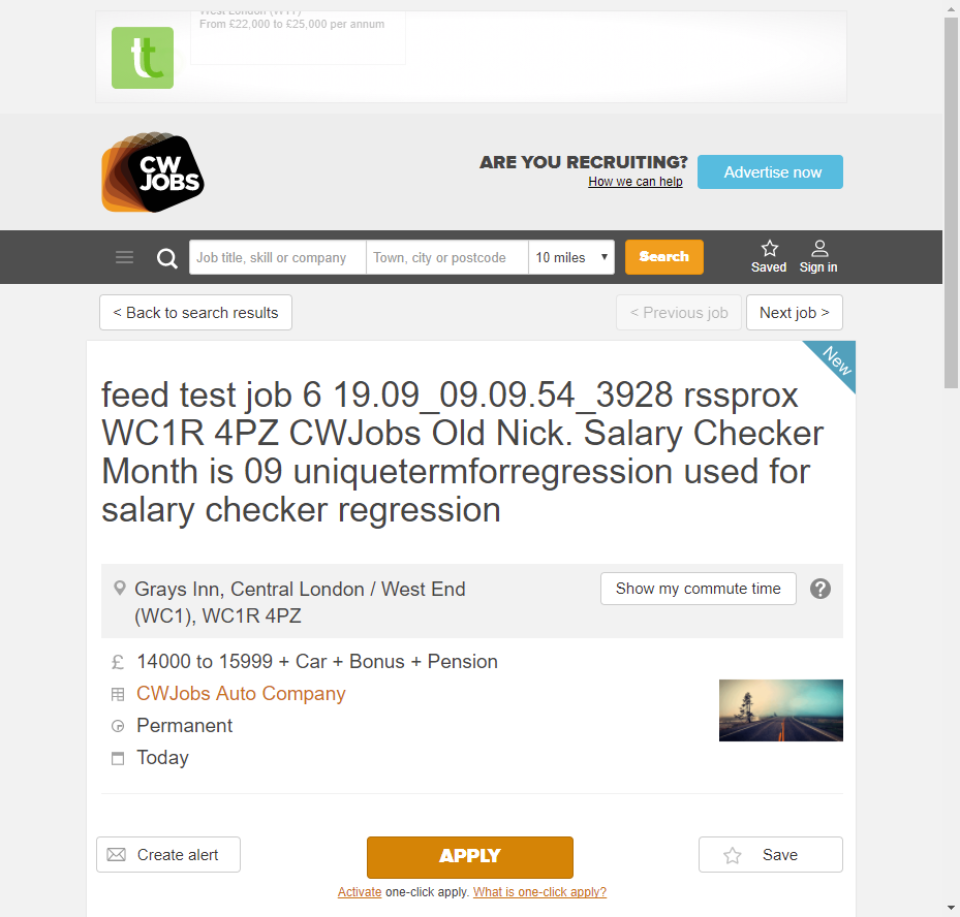 West London (W11)
From £22,000 to £25,000 per annum
tt
CW
JOBS
ARE YOU RECRUITING?
How we can help
Advertise now
Job title, skill or company
Town, city or postcode
10 miles
Search
Saved
Sign in
< Back to search results
< Previous job
Next job >
New
feed test job 6 19.09_09.09.54_3928 rssprox
WC1R 4PZ CWJobs Old Nick. Salary Checker
Month is 09 uniquetermforregression used for
salary checker regression
Grays Inn, Central London / West End
(WC1), WC1R 4PZ
Show my commute time
?
£ 14000 to 15999 + Car + Bonus + Pension
CWJobs Auto Company
Permanent
Today
Create alert
APPLY
Save
Activate one-click apply. What is one-click apply?